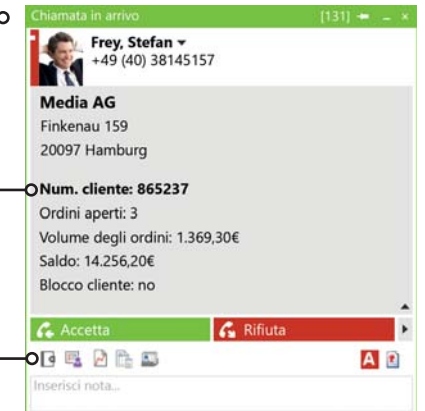 Chiamata in arrivo [131]
Frey, Stefan
+49 (40) 38145157
Media AG
Finkenau 159
20097 Hamburg
Num. cliente: 865237
Ordini aperti: 3
Volume degli ordini: 1.369,30€
Saldo: 14.256,20€
Blocco cliente: no
Accetta Rifiuta
A
Inserisci nota...